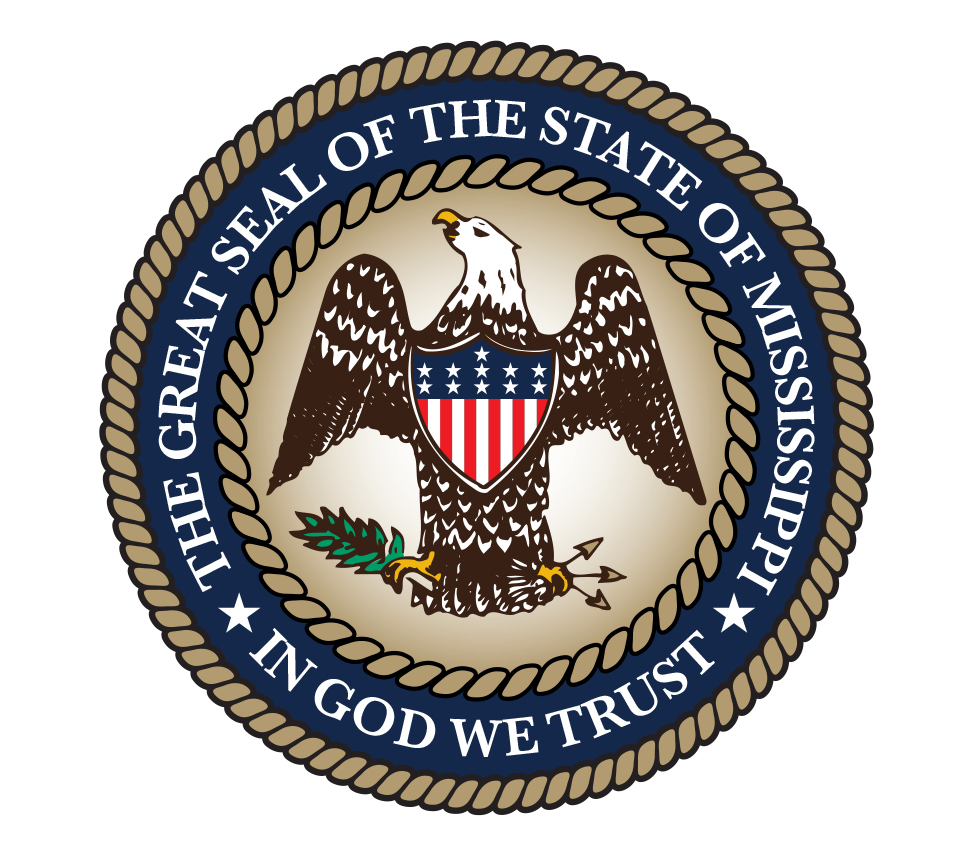 THE GREAT SEAL OF THE STATE OF MISSISSIPPI
IN GOD WE TRUST